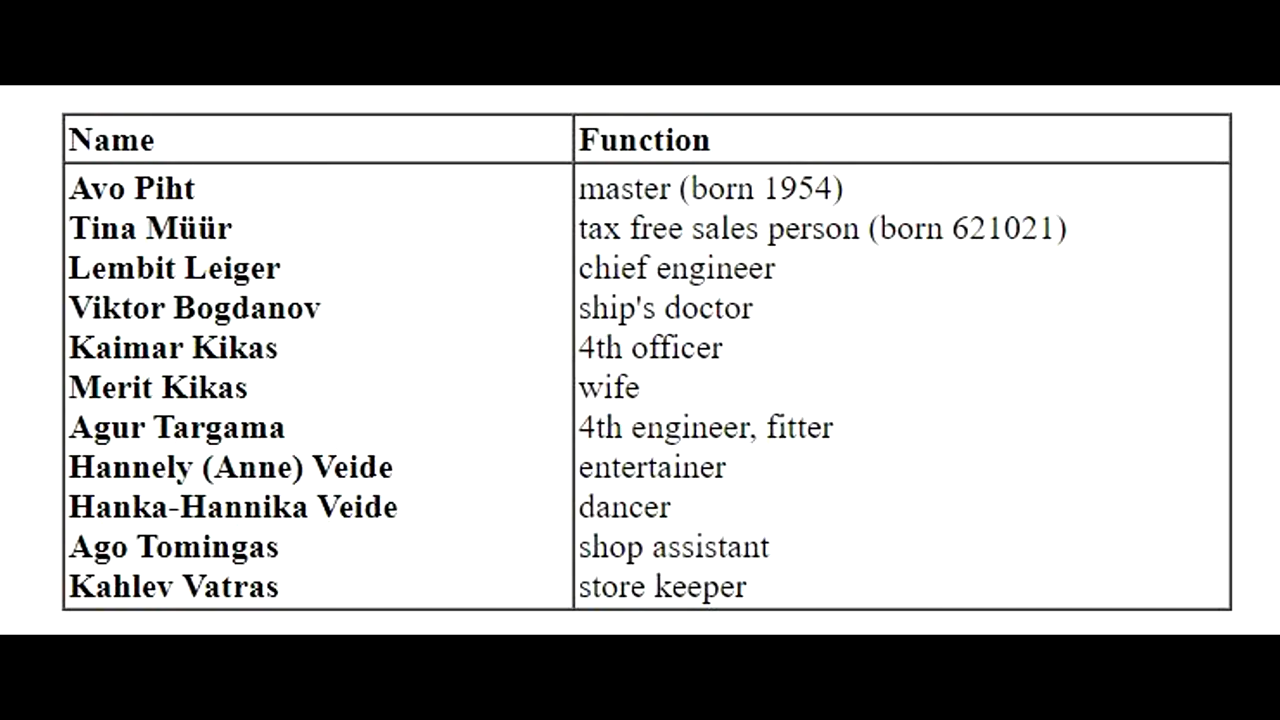 Name Function
Avo Piht master (born 1954)
Tina Müür tax free sales person (born 621021)
Lembit Leiger chief engineer
Viktor Bogdanov ship's doctor
Kaimar Kikas 4th officer
Merit Kikas wife
Agur Targama 4th engineer, fitter
Hannely (Anne) Veide entertainer
Hanka-Hannika Veide dancer
Ago Tomingas shop assistant
Kahlev Vatras store keeper